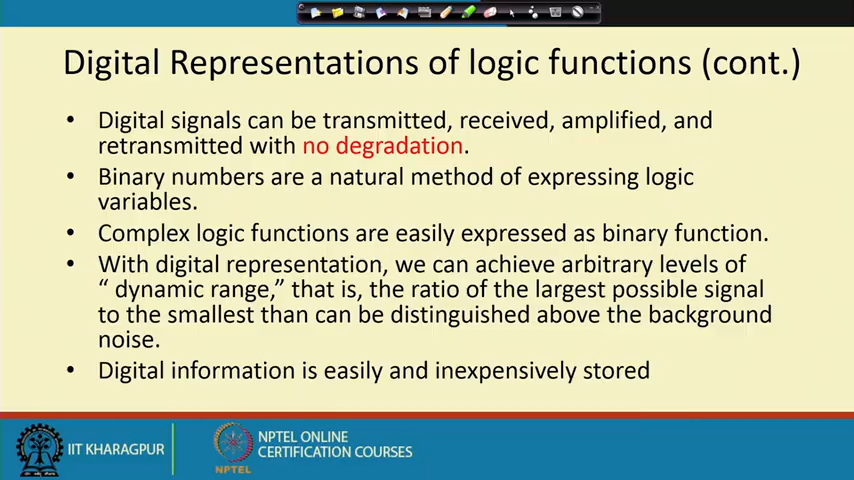 Digital Representations of logic functions (cont.)
• Digital signals can be transmitted, received, amplified, and
retransmitted with no degradation.
• Binary numbers are a natural method of expressing logic
variables.
• Complex logic functions are easily expressed as binary function.
• With digital representation, we can achieve arbitrary levels of
“ dynamic range,” that is, the ratio of the largest possible signal
to the smallest than can be distinguished above the background
noise.
• Digital information is easily and inexpensively stored
IIT KHARAGPUR
NPTEL
NPTEL ONLINE
CERTIFICATION COURSES